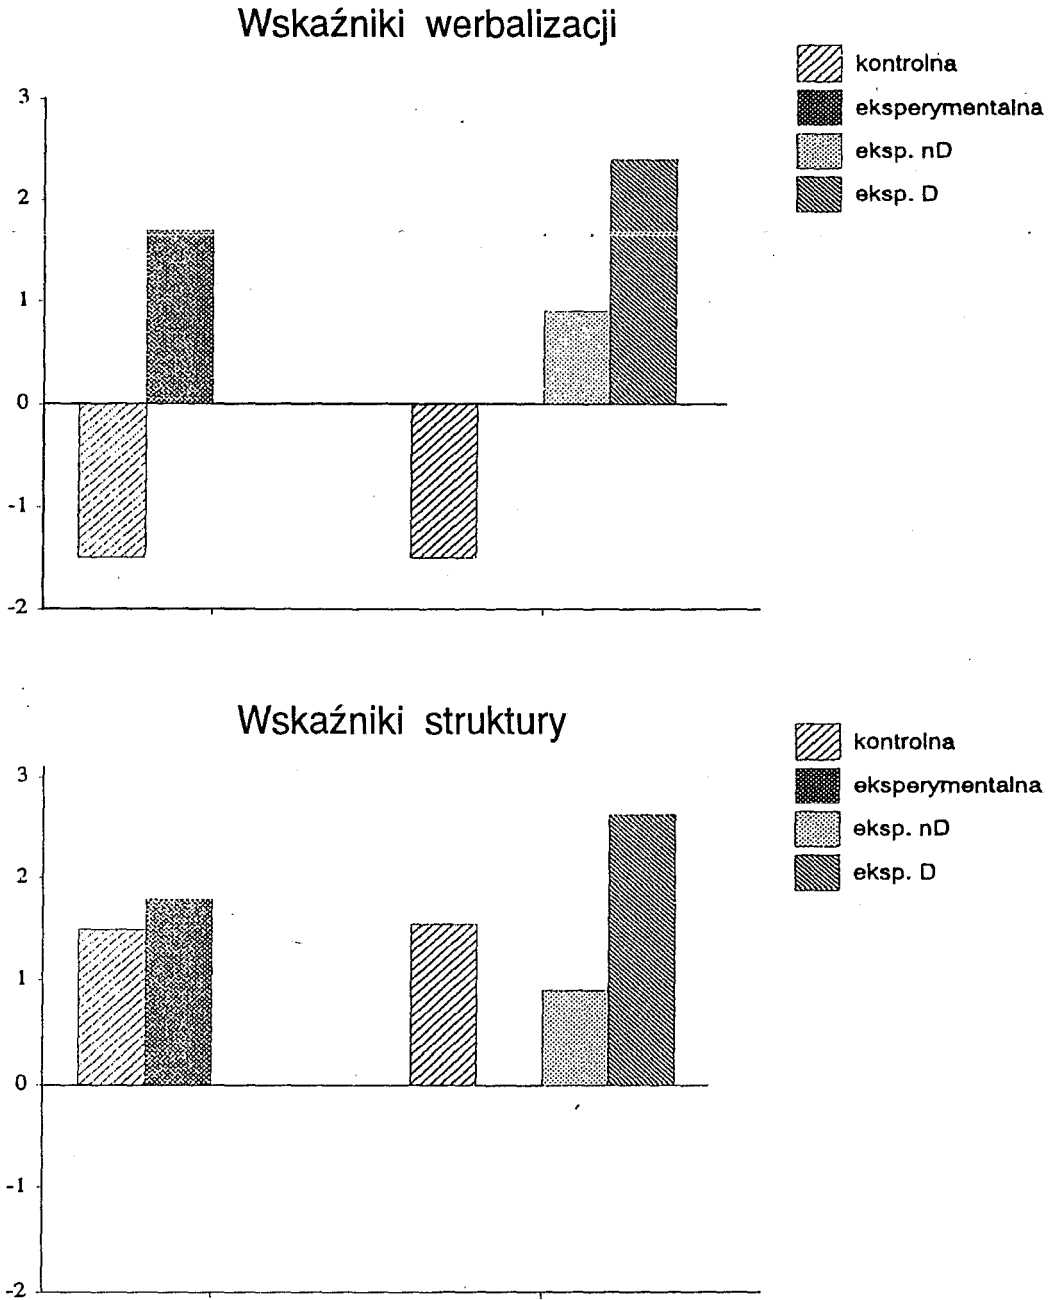 Wskaźniki werbalizacji
kontrolna
eksperymentalna
eksp. nD
eksp. D
3
2
1
0
-1
-2
Wskaźniki struktury
kontrolna
eksperymentalna
eksp. nD
eksp. D
3
2
1
0
-1
-2